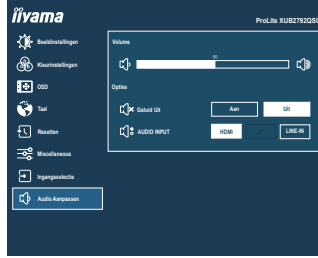 iiyama
ProLite XUB2792QSU
Beeldinstellingen
Kleurinstellingen
OSD
Taal
Resetten
Miscellaneous
Ingangsselectie
Audio Aanpassen
Volume
50
Opties
Geluid Uit
Aan
Uit
AUDIO INPUT
HDMI
LINE-IN